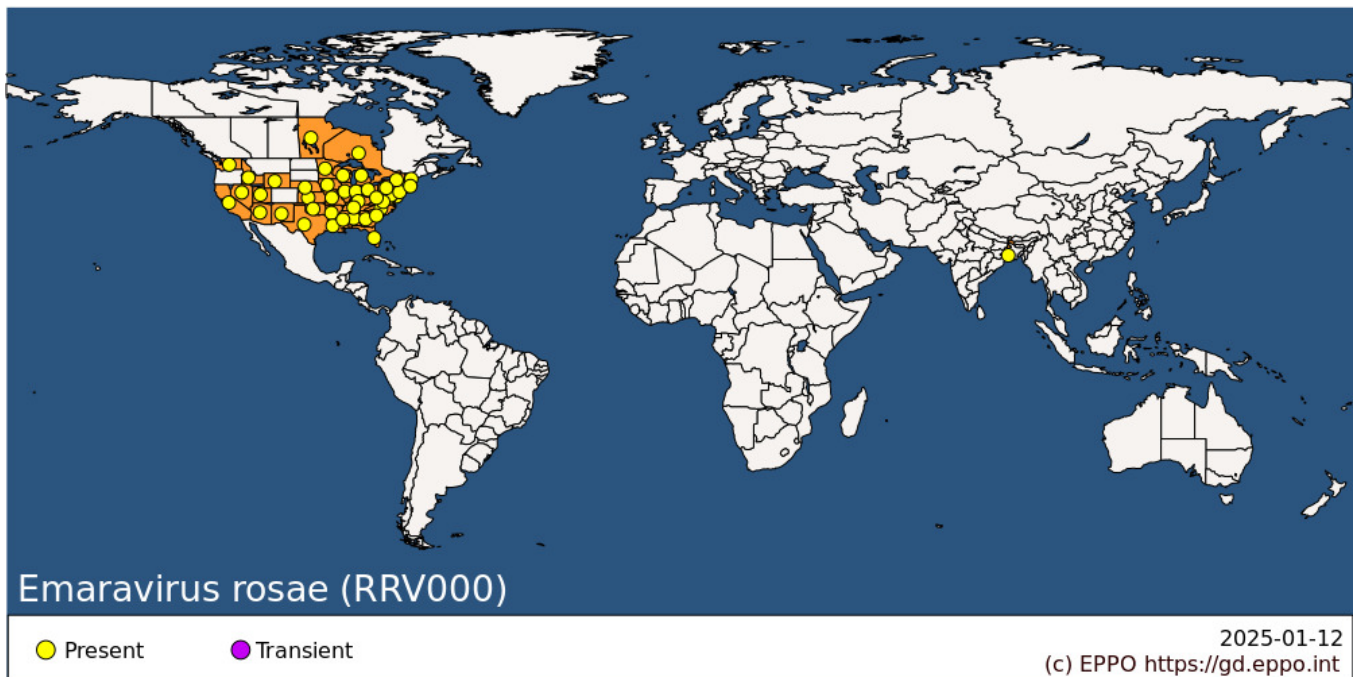 Emaravirus rosae (RRV000)
Present
Transient
2025-01-12
(c) EPPO https://gd.eppo.int